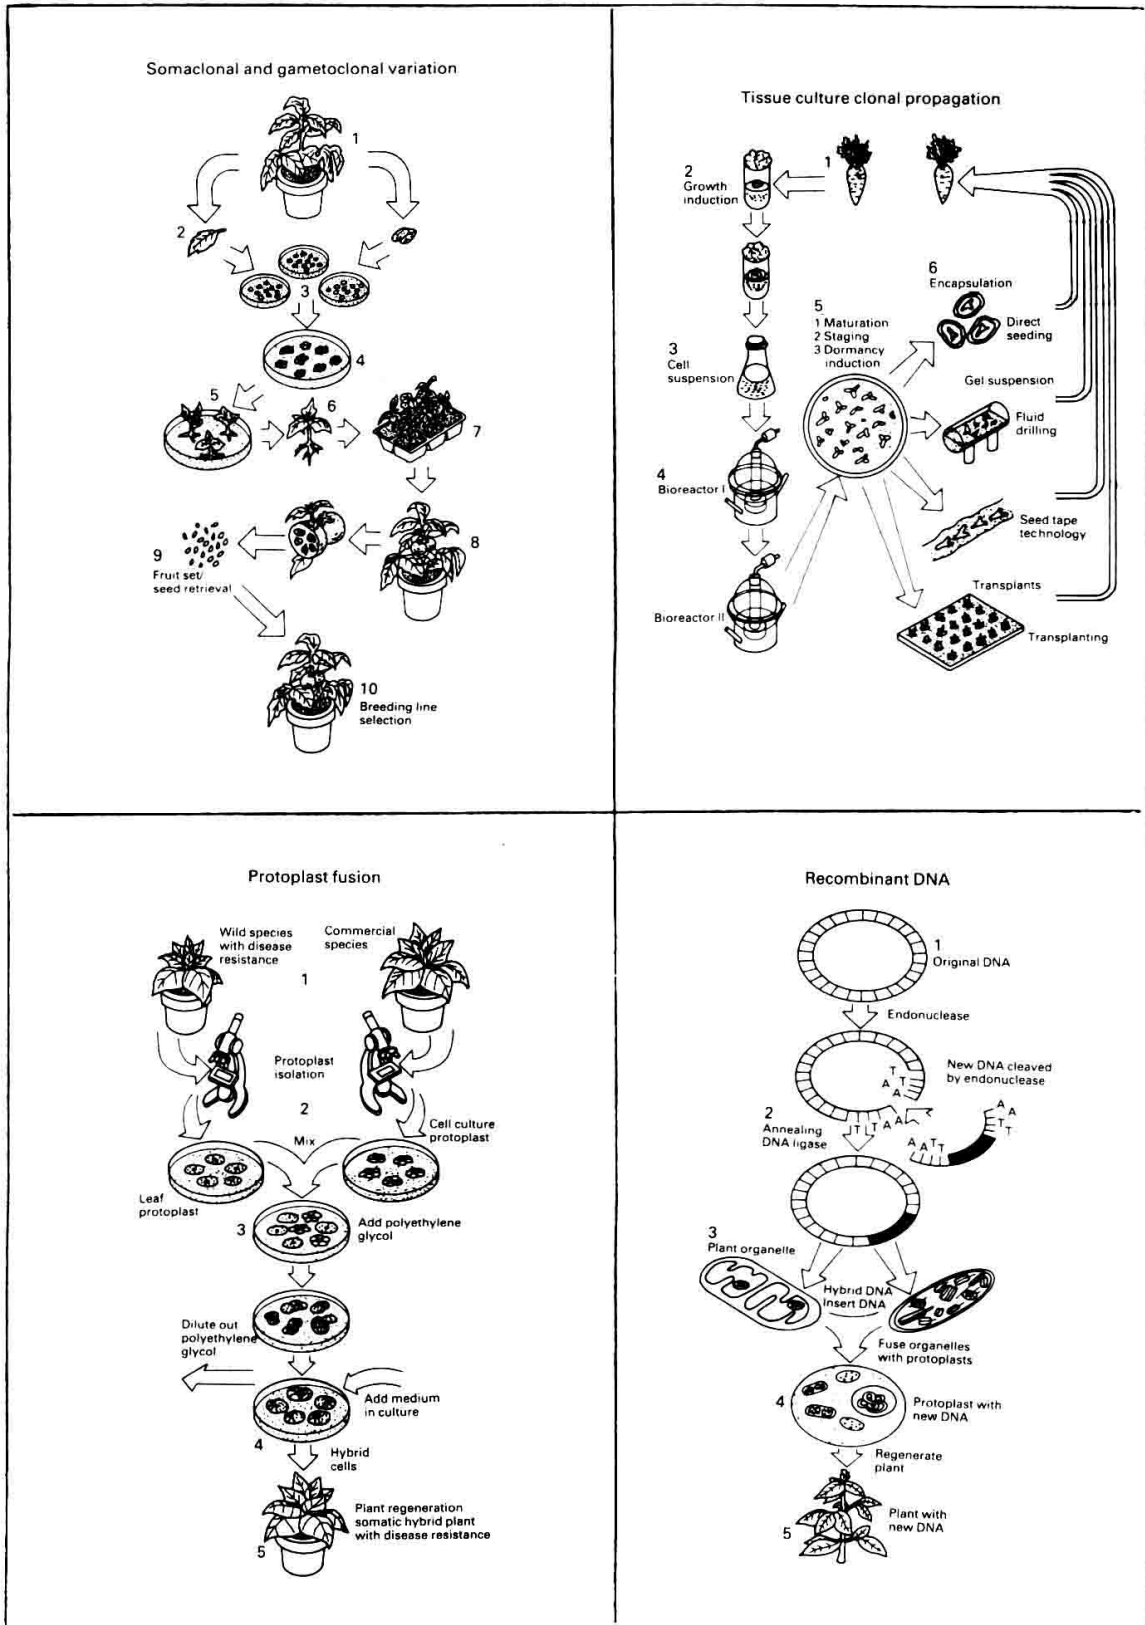 Somaclonal and gametoclonal variation
1
2
3
4
5
6
7
8
9
Fruit set/
seed retrieval
10
Breeding line
selection
Tissue culture clonal propagation
1
2
Growth
induction
3
Cell
suspension
4
Bioreactor I
Bioreactor II
5
1 Maturation
2 Staging
3 Dormancy
induction
6
Encapsulation
Direct
seeding
Gel suspension
Fluid
drilling
Seed tape
technology
Transplants
Transplanting
Protoplast fusion
Wild species
with disease
resistance
Commercial
species
1
Protoplast
isolation
2
Mix
Cell culture
protoplast
Leaf
protoplast
3
Add polyethylene
glycol
Dilute out
polyethylene
glycol
Add medium
in culture
4
Hybrid
cells
Plant regeneration
somatic hybrid plant
with disease resistance
5
Recombinant DNA
1
Original DNA
Endonuclease
New DNA cleaved
by endonuclease
T
A T
A
A
A
T
T
2
Annealing
DNA ligase
T T A A
A A T T
3
Plant organelle
Hybrid DNA
Insert DNA
Fuse organelles
with protoplasts
4
Protoplast with
new DNA
Regenerate
plant
5
Plant with
new DNA